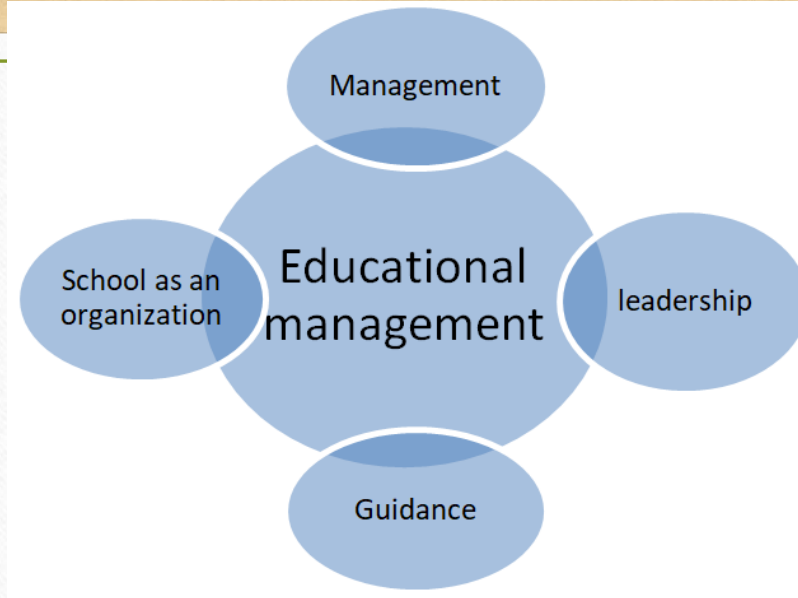 Management
School as an
organization
Educational
management
leadership
Guidance